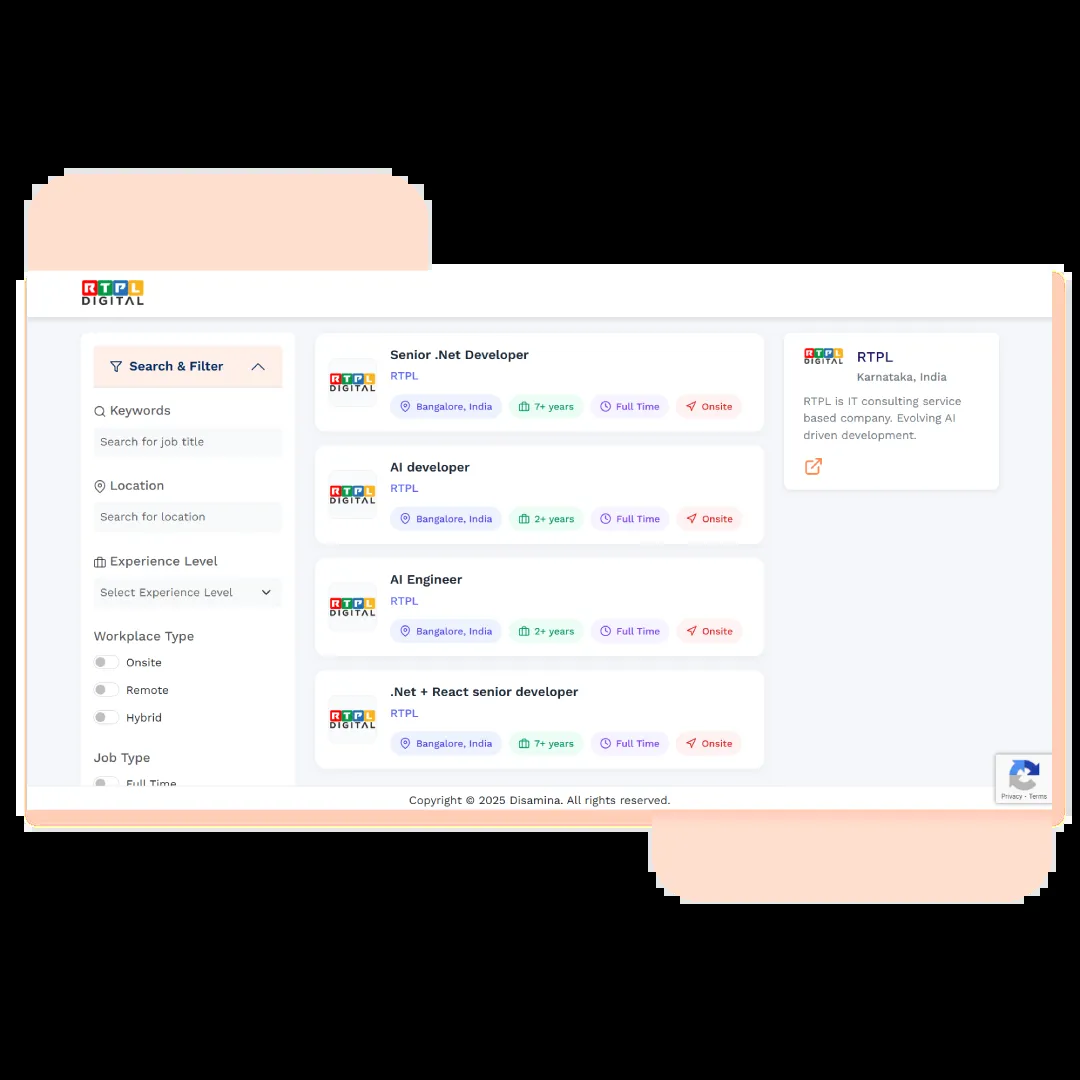 RTPL
DIGITAL
Search & Filter
Keywords
Search for job title
Location
Search for location
Experience Level
Select Experience Level
Workplace Type
Onsite
Remote
Hybrid
Job Type
Full Time
RTPL
DIGITAL
Senior .Net Developer
RTPL
Bangalore, India 7+ years Full Time Onsite
RTPL
DIGITAL
AI developer
RTPL
Bangalore, India 2+ years Full Time Onsite
RTPL
DIGITAL
AI Engineer
RTPL
Bangalore, India 2+ years Full Time Onsite
RTPL
DIGITAL
.Net + React senior developer
RTPL
Bangalore, India 7+ years Full Time Onsite
RTPL
DIGITAL
RTPL
Karnataka, India
RTPL is IT consulting service
based company. Evolving AI
driven development.
Privacy - Terms
Copyright © 2025 Disamina. All rights reserved.